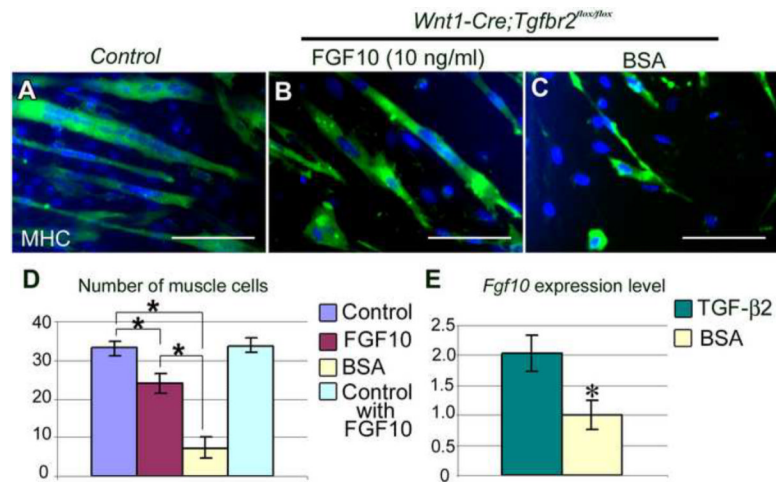 Wnt1-Cre;Tgfbr2flox/flox
Control
FGF10 (10 ng/ml)
BSA
A
B
C
MHC
D
Number of muscle cells
Control
FGF10
BSA
Control
with
FGF10
40
30
20
10
0
*
*
*
E
Fgf10 expression level
TGF-β2
BSA
2.5
2.0
1.5
1.0
0.5
0
*